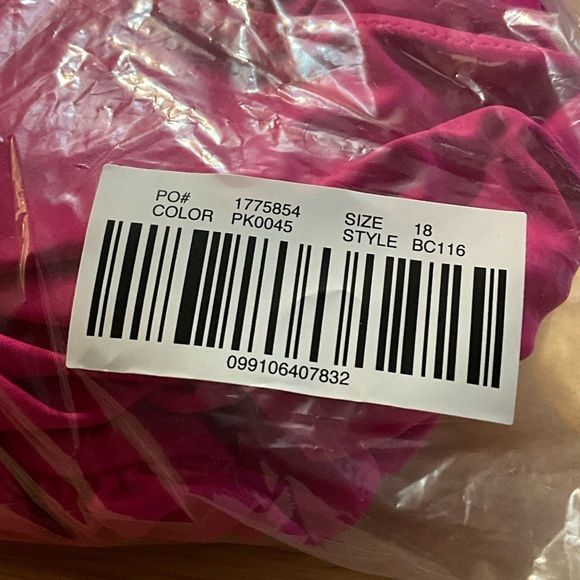 PO# 1775854 SIZE 18
COLOR PK0045 STYLE BC116
099106407832